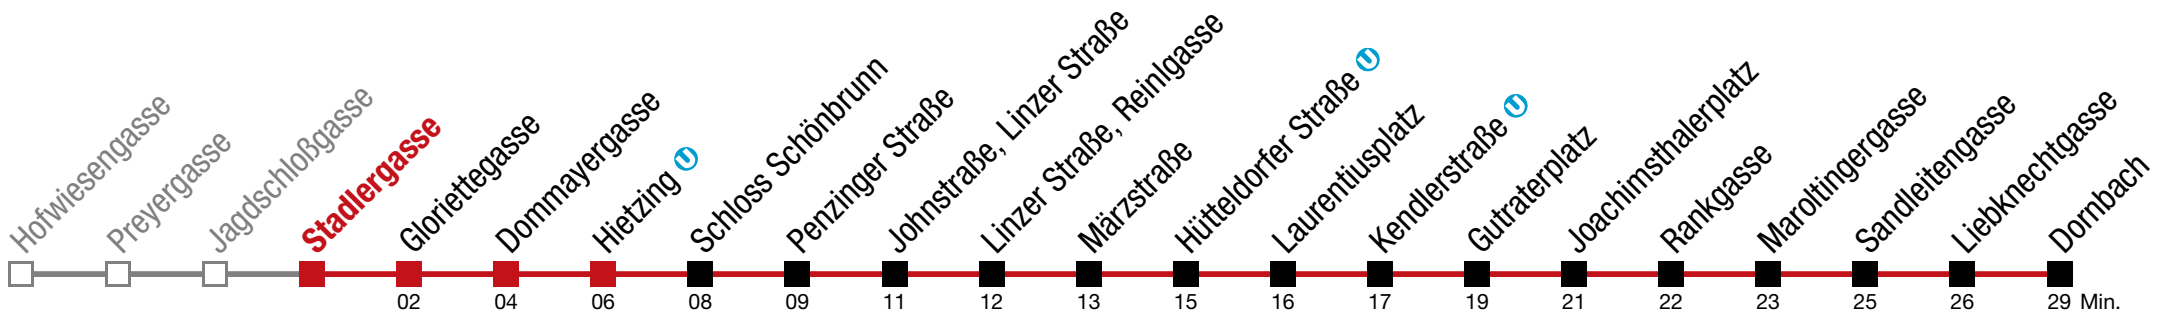 Hofwiesengasse
Preyergasse
Jagdschloßgasse
Stadlergasse
Gloriettegasse
Dommayergasse
Hietzing U
Schloss Schönbrunn
Penzinger Straße
Johnstraße, Linzer Straße
Linzer Straße, Reinlgasse
Märzstraße
Hütteldorfer Straße U
Laurentiusplatz
Kendlerstraße U
Gutraterplatz
Joachimsthalerplatz
Rankgasse
Maroltingergasse
Sandleitengasse
Liebknechtgasse
Dornbach
02 04 06 08 09 11 12 13 15 16 17 19 21 22 23 25 26 29 Min.